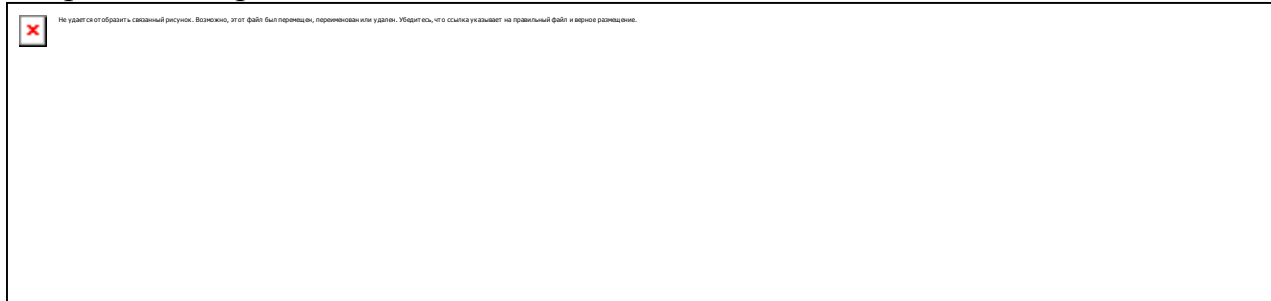 Не удается отобразить связанный рисунок. Возможно, этот файл был перемещен, переименован или удален. Убедитесь, что ссылка указывает на правильный файл и верное размещение.